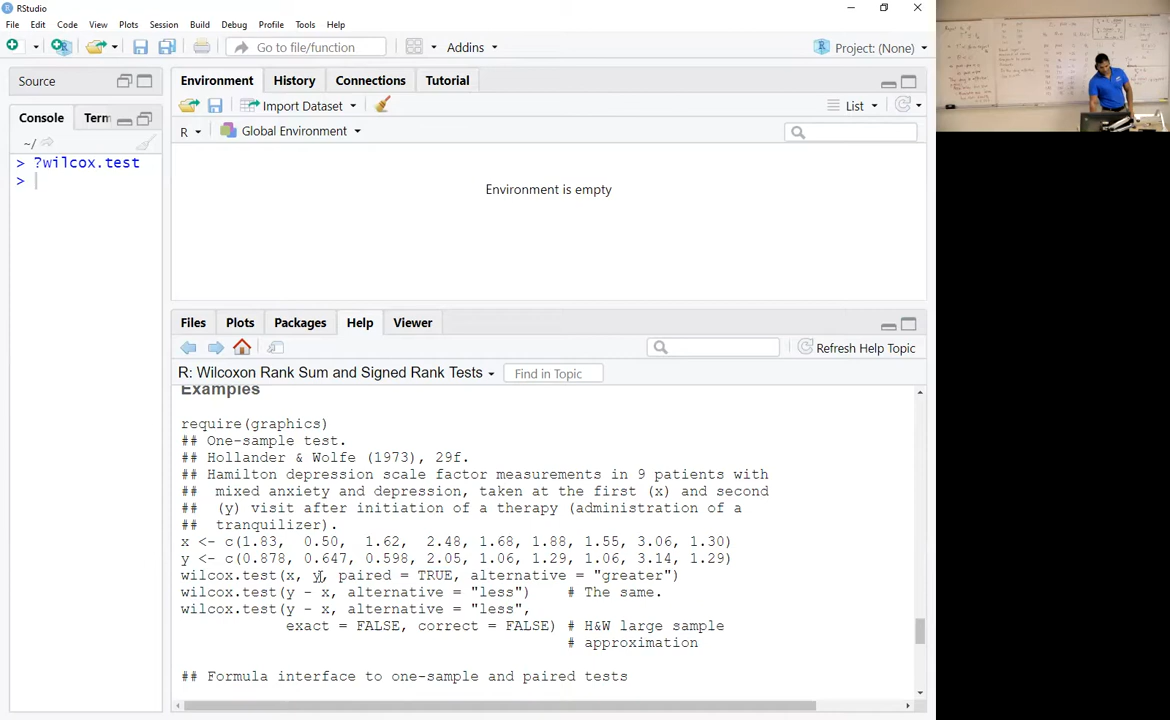 RStudio
File Edit Code View Plots Session Build Debug Profile Tools Help
Go to file/function Addins Project: (None)
Source
Console Term
~/
> ?wilcox.test
>
Environment History Connections Tutorial
Import Dataset List
R Global Environment
Environment is empty
Files Plots Packages Help Viewer
Refresh Help Topic
R: Wilcoxon Rank Sum and Signed Rank Tests Find in Topic
Examples
require(graphics)
## One-sample test.
## Hollander & Wolfe (1973), 29f.
## Hamilton depression scale factor measurements in 9 patients with
## mixed anxiety and depression, taken at the first (x) and second
## (y) visit after initiation of a therapy (administration of a
## tranquilizer).
x <- c(1.83, 0.50, 1.62, 2.48, 1.68, 1.88, 1.55, 3.06, 1.30)
y <- c(0.878, 0.647, 0.598, 2.05, 1.06, 1.29, 1.06, 3.14, 1.29)
wilcox.test(x, y, paired = TRUE, alternative = "greater")
wilcox.test(y - x, alternative = "less") # The same.
wilcox.test(y - x, alternative = "less",
exact = FALSE, correct = FALSE) # H&W large sample
# approximation
## Formula interface to one-sample and paired tests